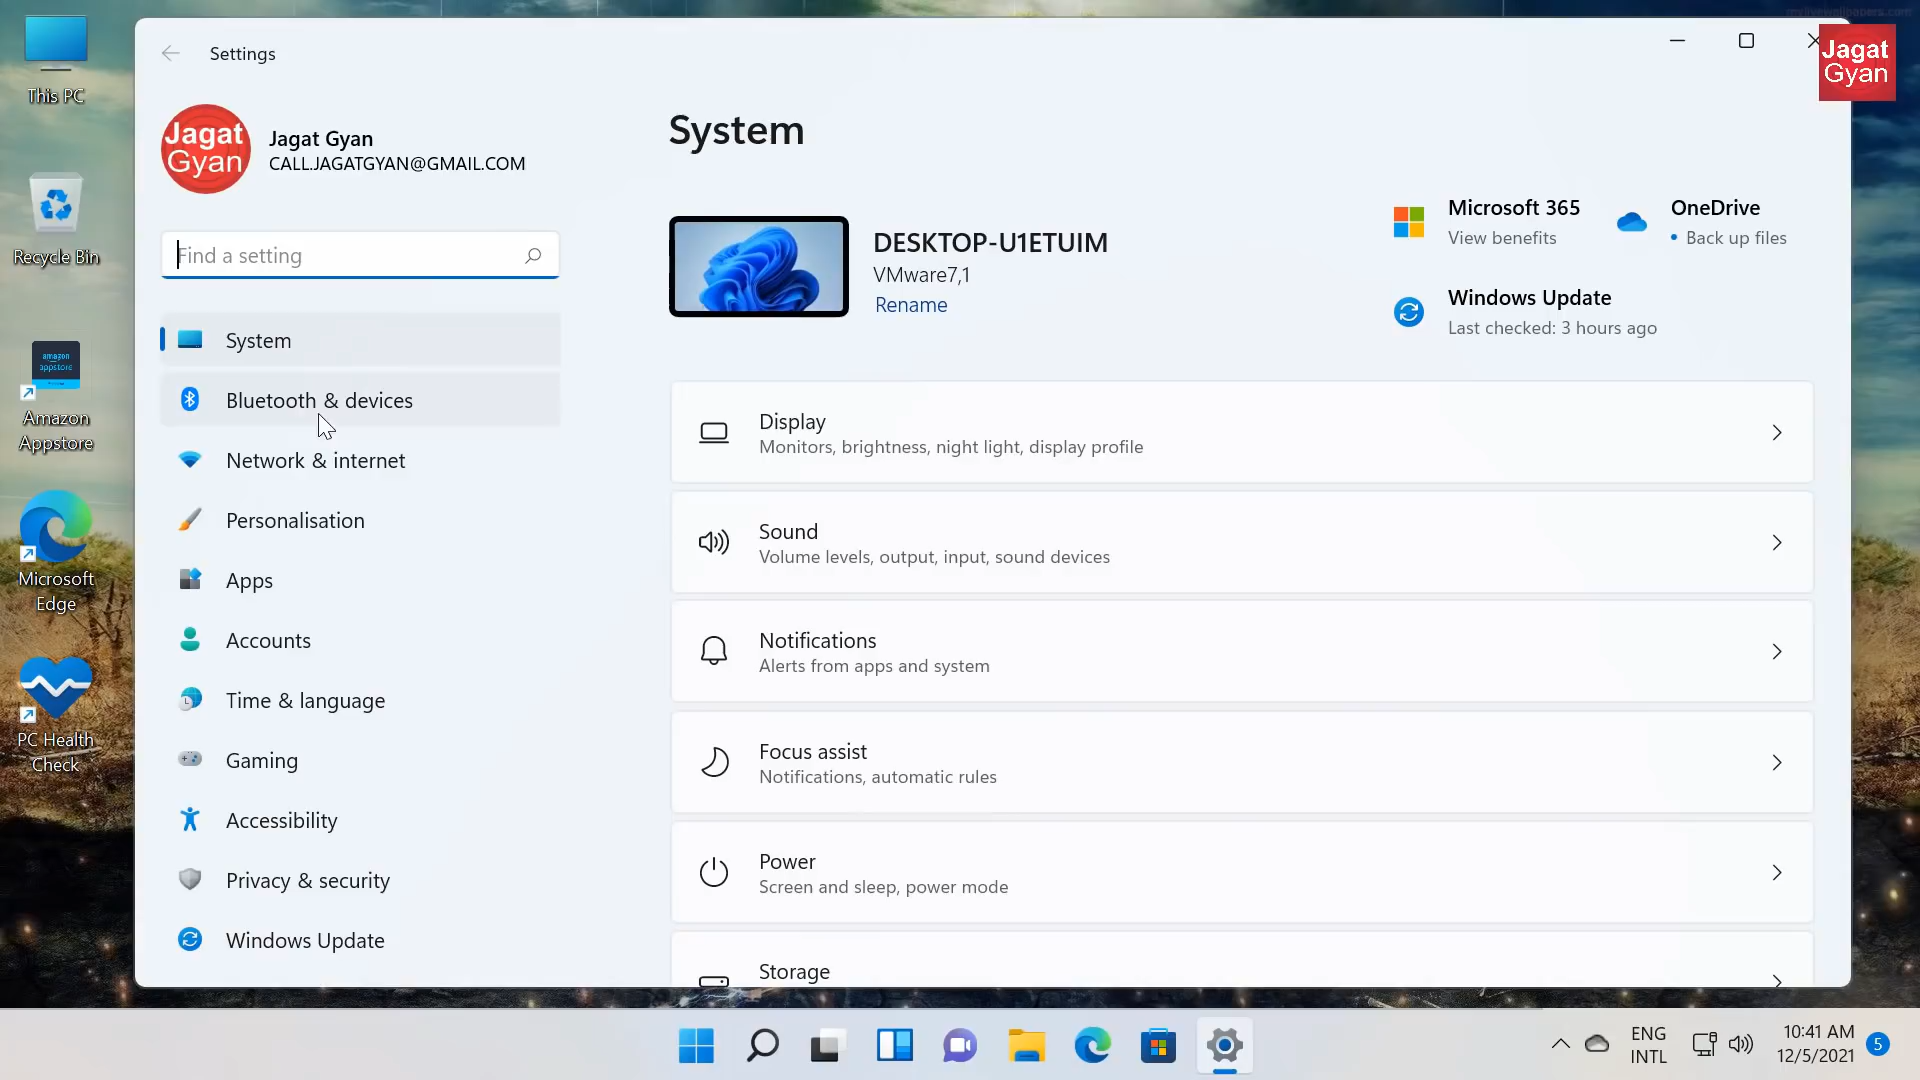 mylivewallpapers.com
This PC
Recycle Bin
amazon
appstore
Amazon
Appstore
Microsoft
Edge
PC Health
Check
Settings
Jagat
Gyan
Jagat Gyan
CALL.JAGATGYAN@GMAIL.COM
Find a setting
System
Bluetooth & devices
Network & internet
Personalisation
Apps
Accounts
Time & language
Gaming
Accessibility
Privacy & security
Windows Update
System
DESKTOP-U1ETUIM
VMware7,1
Rename
Microsoft 365
View benefits
OneDrive
• Back up files
Windows Update
Last checked: 3 hours ago
Display
Monitors, brightness, night light, display profile
Sound
Volume levels, output, input, sound devices
Notifications
Alerts from apps and system
Focus assist
Notifications, automatic rules
Power
Screen and sleep, power mode
Storage
Jagat
Gyan
ENG
INTL
10:41 AM
12/5/2021
5